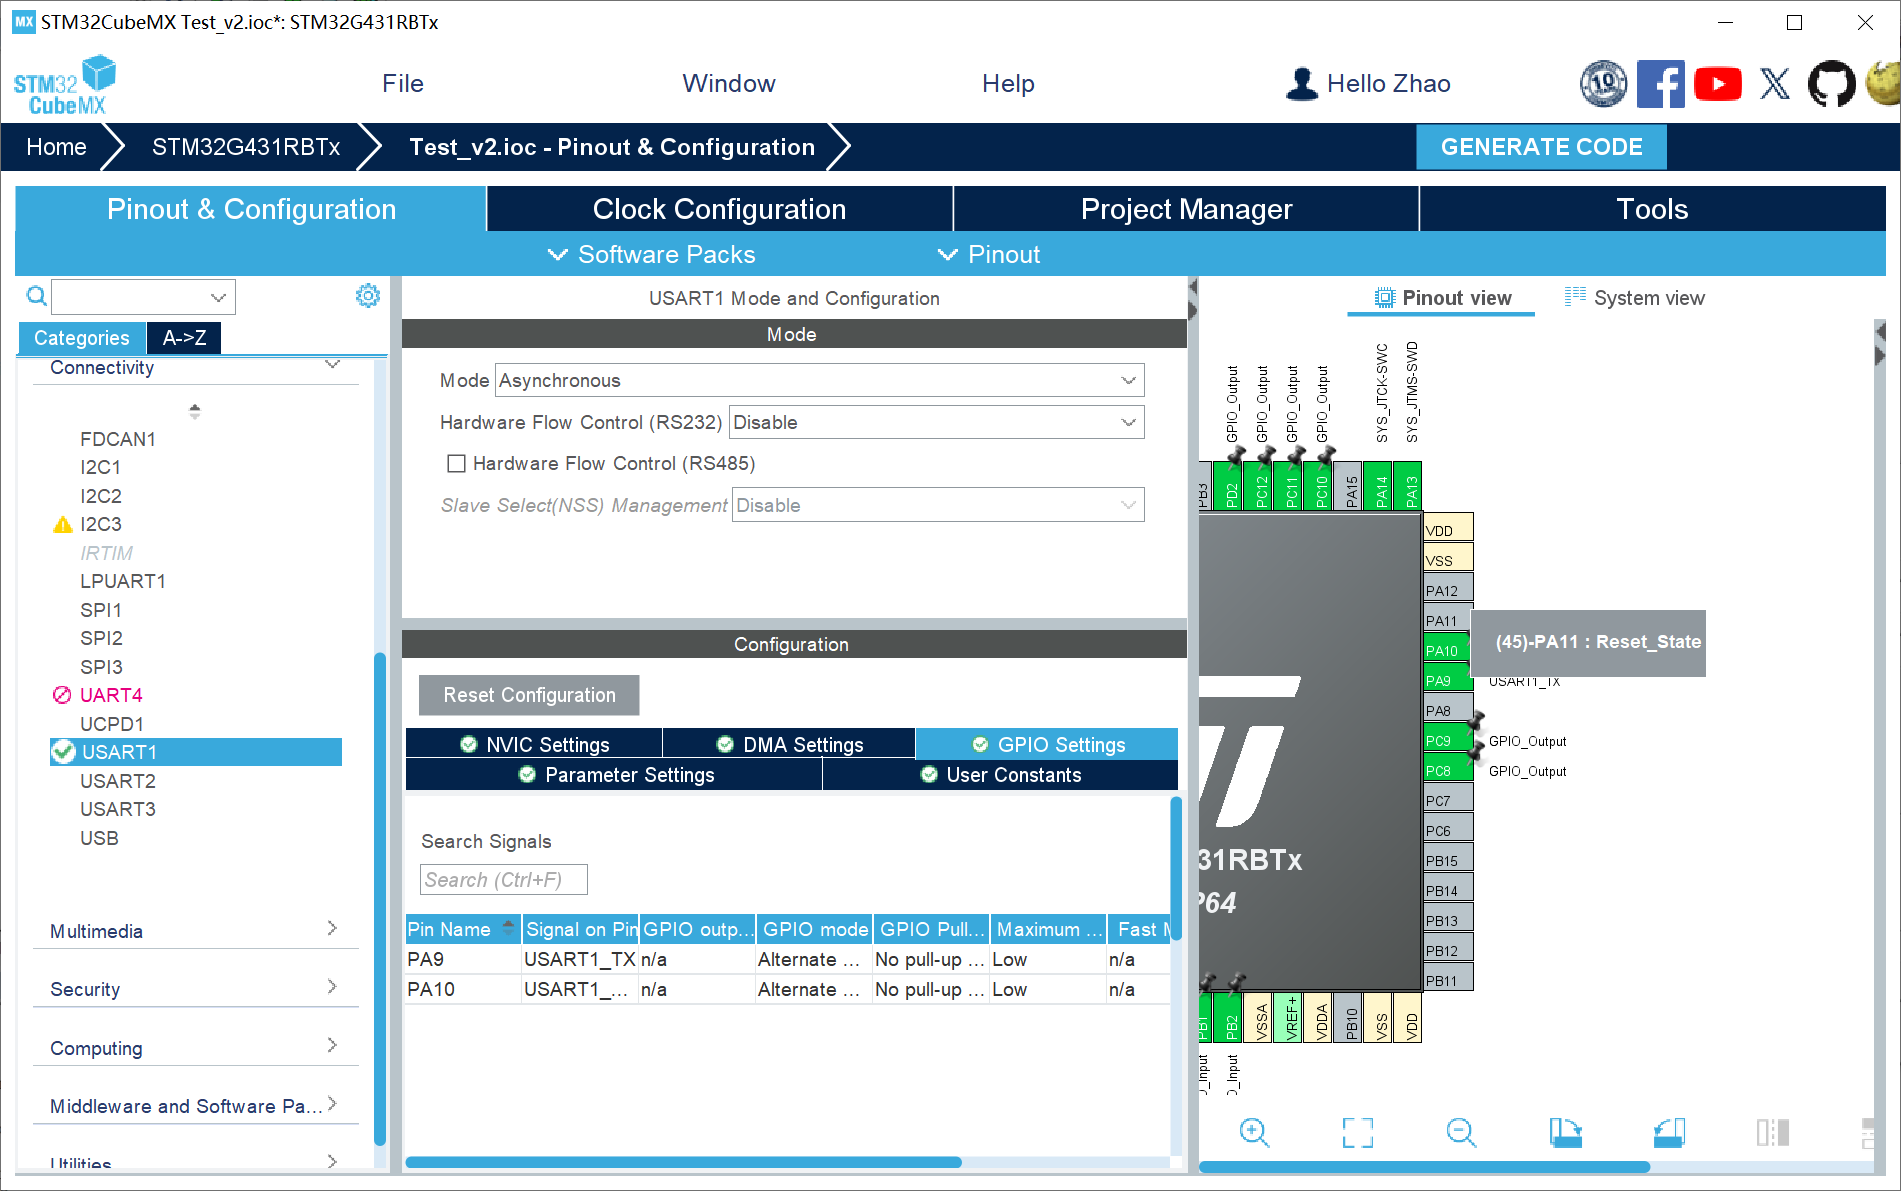 STM32CubeMX Test_v2.ioc*: STM32G431RBTx
MX
STM32
CubeMX
File
Window
Help
Hello Zhao
10
Home
STM32G431RBTx
Test_v2.ioc - Pinout & Configuration
GENERATE CODE
Pinout & Configuration
Clock Configuration
Project Manager
Tools
Software Packs
Pinout
Categories
A->Z
Connectivity
FDCAN1
I2C1
I2C2
I2C3
IRTIM
LPUART1
SPI1
SPI2
SPI3
UART4
UCPD1
USART1
USART2
USART3
USB
Multimedia
Security
Computing
Middleware and Software Pa...
Utilities
USART1 Mode and Configuration
Mode
Mode Asynchronous
Hardware Flow Control (RS232) Disable
Hardware Flow Control (RS485)
Slave Select(NSS) Management Disable
Configuration
Reset Configuration
NVIC Settings
DMA Settings
GPIO Settings
Parameter Settings
User Constants
Search Signals
Search (Ctrl+F)
Pin Name Signal on Pin GPIO outp... GPIO mode GPIO Pull... Maximum ... Fast M
PA9 USART1_TX n/a Alternate ... No pull-up ... Low n/a
PA10 USART1_... n/a Alternate ... No pull-up ... Low n/a
Pinout view
System view
GPIO_Output
GPIO_Output
GPIO_Output
GPIO_Output
SYS_JTCK-SWC
SYS_JTMS-SWD
PB3
PD2
PC12
PC11
PC10
PA15
PA14
PA13
VDD
VSS
PA12
PA11
PA10
(45)-PA11 : Reset_State
PA9
USART1_TX
PA8
PC9
GPIO_Output
PC8
GPIO_Output
PC7
PC6
PB15
PB14
PB13
PB12
PB11
31RBTx
P64
PB1
PB2
VSSA
VREF+
VDDA
PB10
VSS
VDD
O_Input
O_Input